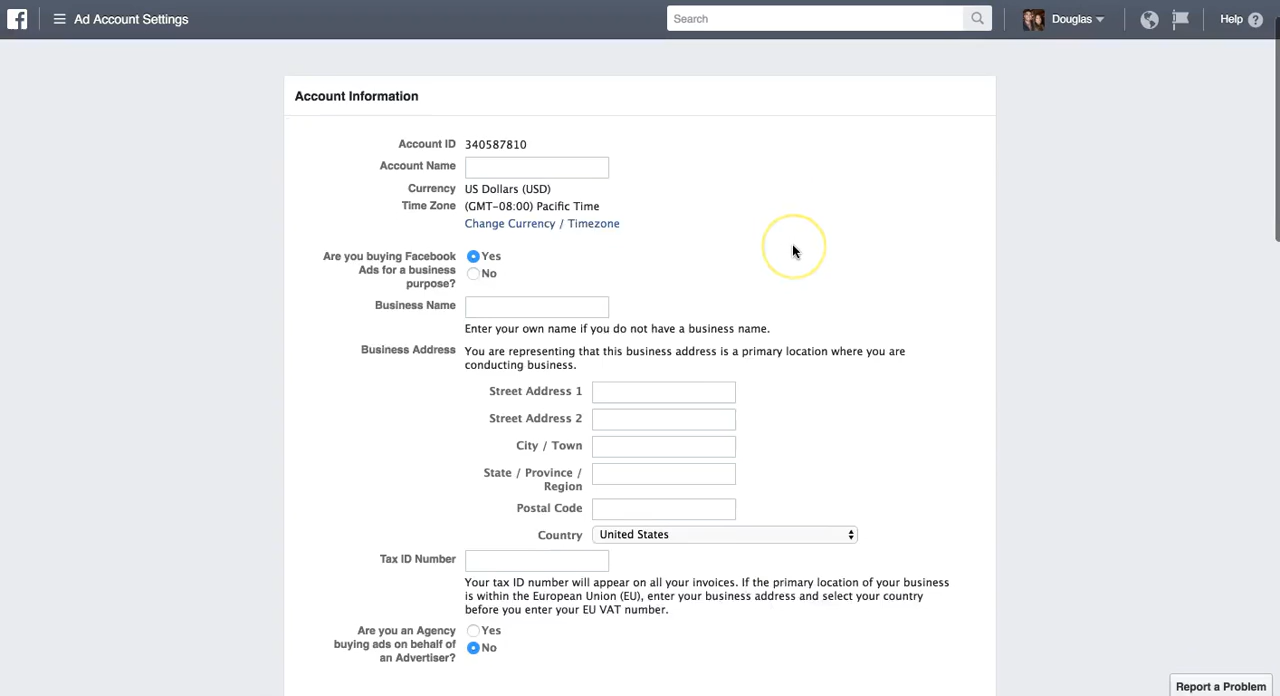 f
Ad Account Settings
Search
Douglas
Help ?
Account Information
Account ID 340587810
Account Name
Currency US Dollars (USD)
Time Zone (GMT-08:00) Pacific Time
Change Currency / Timezone
Are you buying Facebook
Ads for a business
purpose?
Yes
No
Business Name
Enter your own name if you do not have a business name.
Business Address
You are representing that this business address is a primary location where you are
conducting business.
Street Address 1
Street Address 2
City / Town
State / Province /
Region
Postal Code
Country United States
Tax ID Number
Your tax ID number will appear on all your invoices. If the primary location of your business
is within the European Union (EU), enter your business address and select your country
before you enter your EU VAT number.
Are you an Agency
buying ads on behalf of
an Advertiser?
Yes
No
Report a Problem